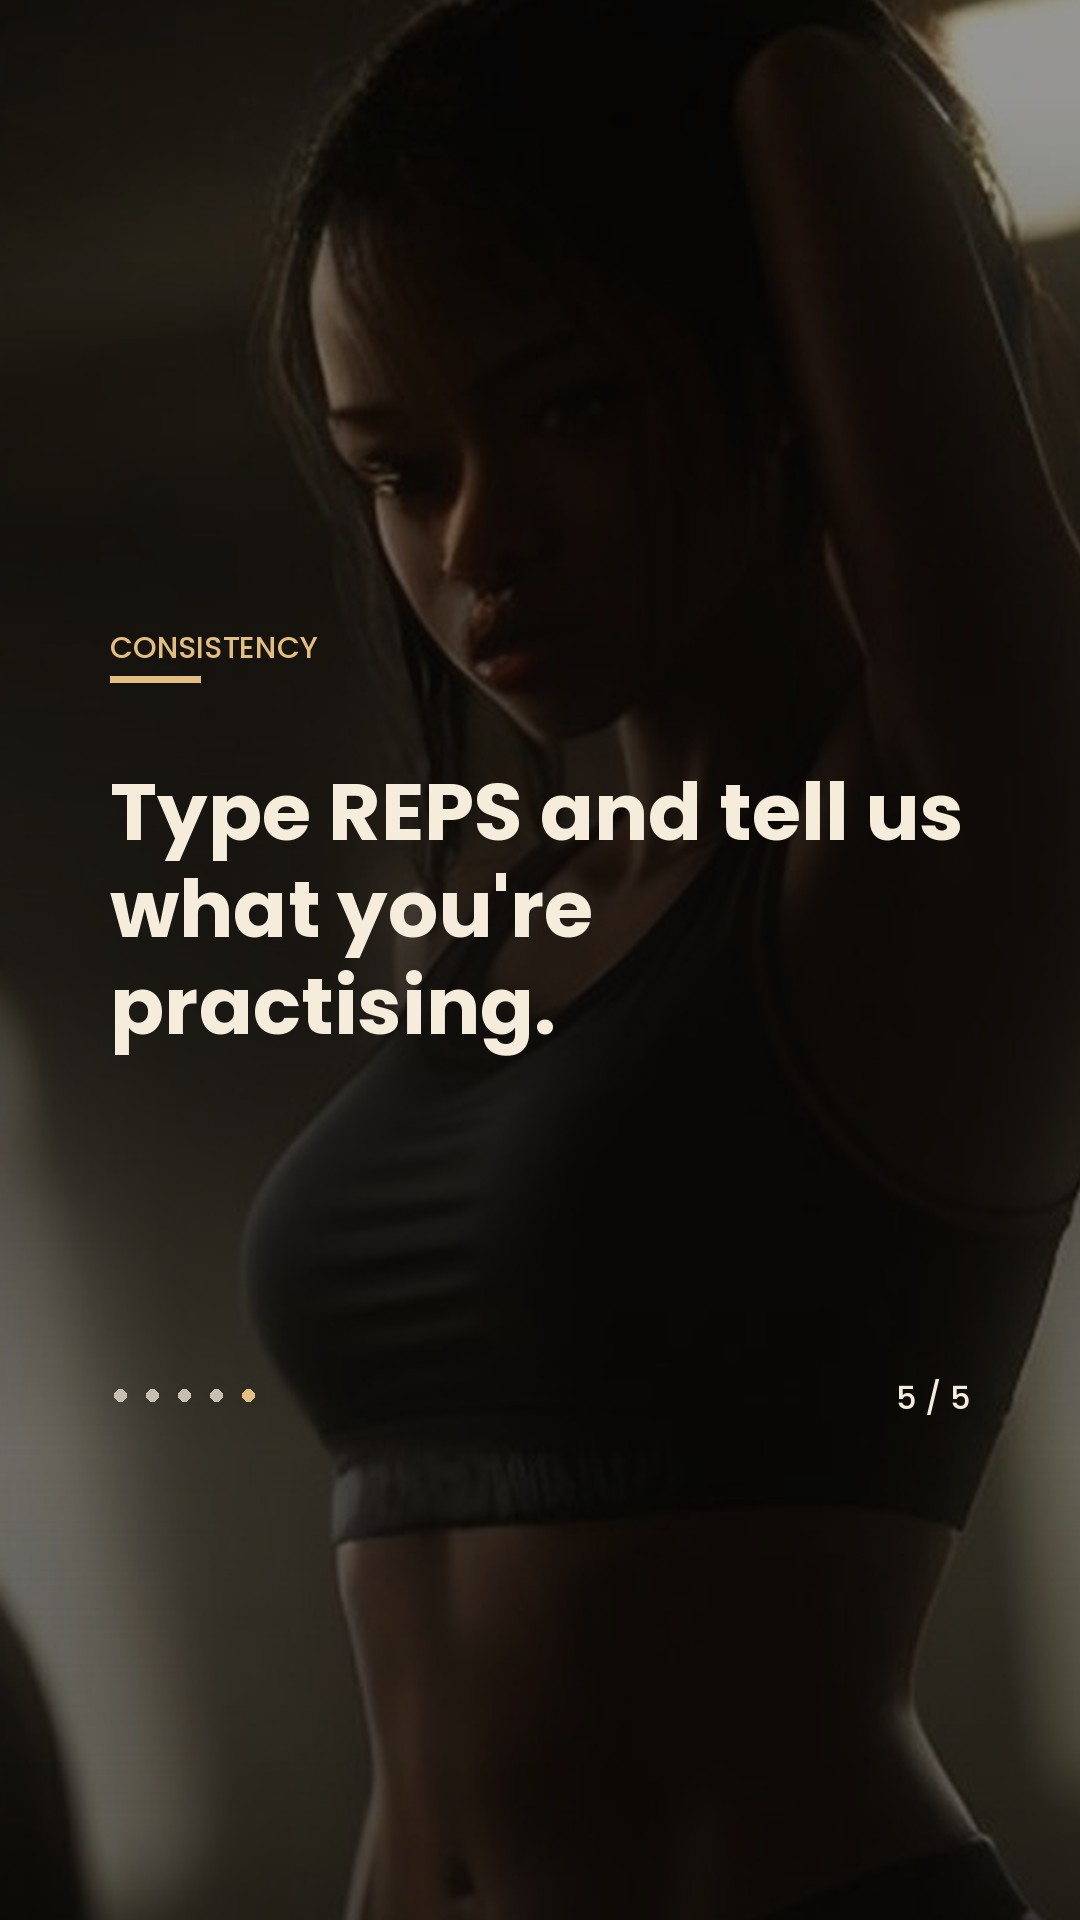 CONSISTENCY
Type REPS and tell us
what you're
practising.
5 / 5